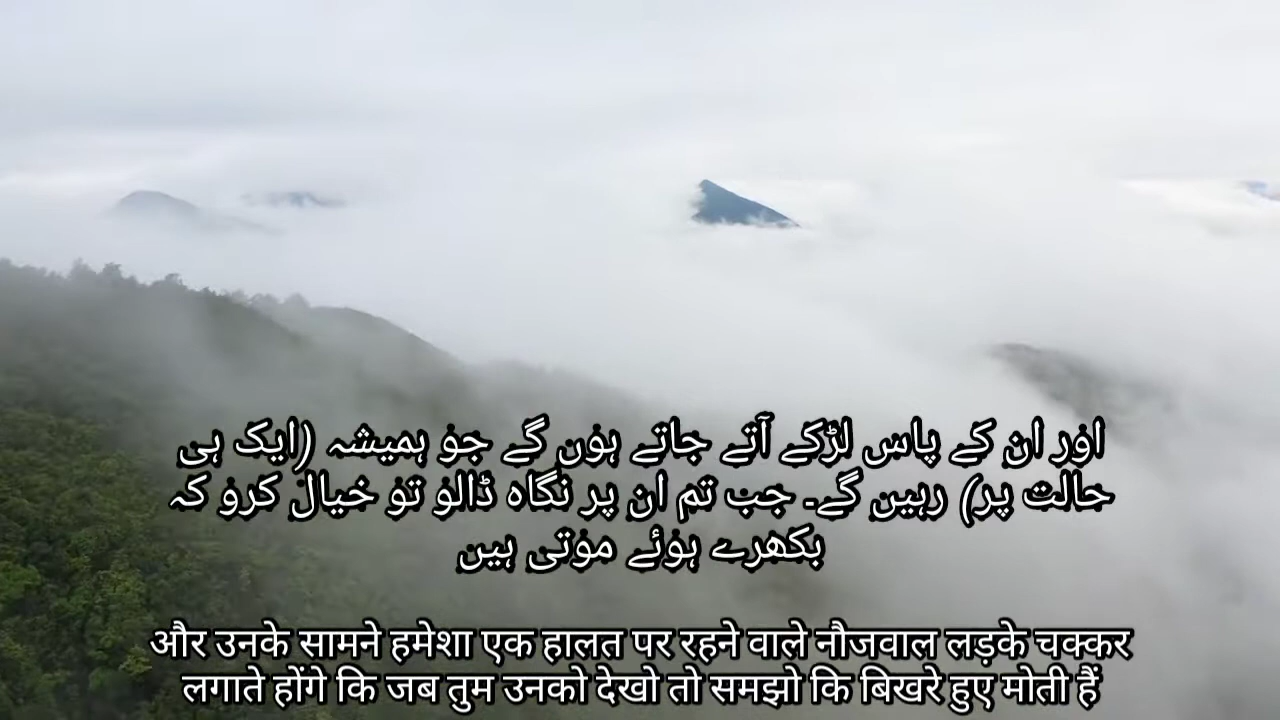 اور ان کے پاس لڑکے آتے جاتے ہوں گے جو ہمیشہ (ایک ہی
حالت پر) رہیں گے۔ جب تم ان پر نگاہ ڈالو تو خیال کرو کہ
بکھرے ہوئے موتی ہیں
और उनके सामने हमेशा एक हालत पर रहने वाले नौजवाल लड़के चक्कर
लगाते होंगे कि जब तुम उनको देखो तो समझो कि बिखरे हुए मोती हैं